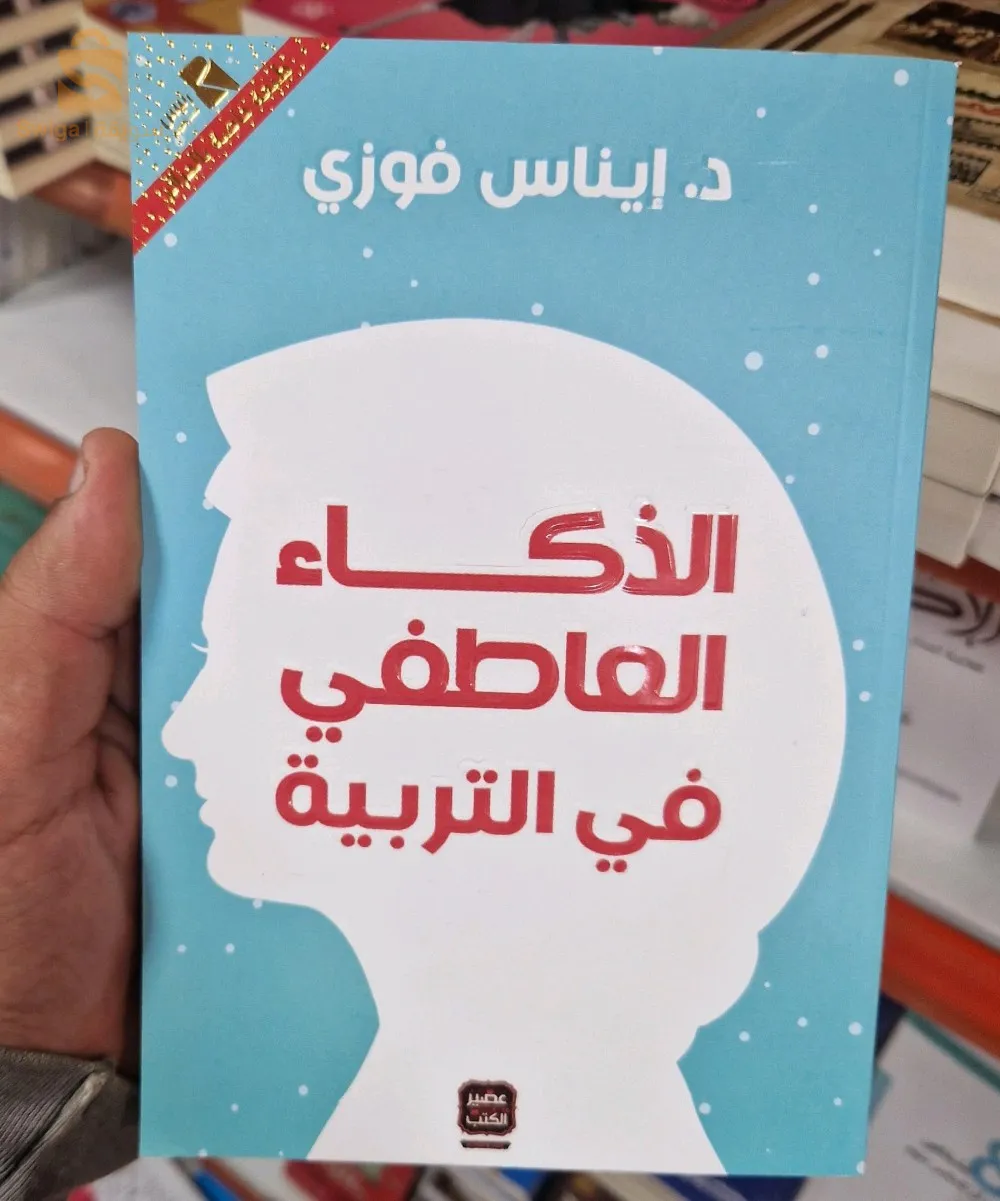 د. إيناس فوزي
الذكاء
العاطفي
في التربية
عصير
الكتب